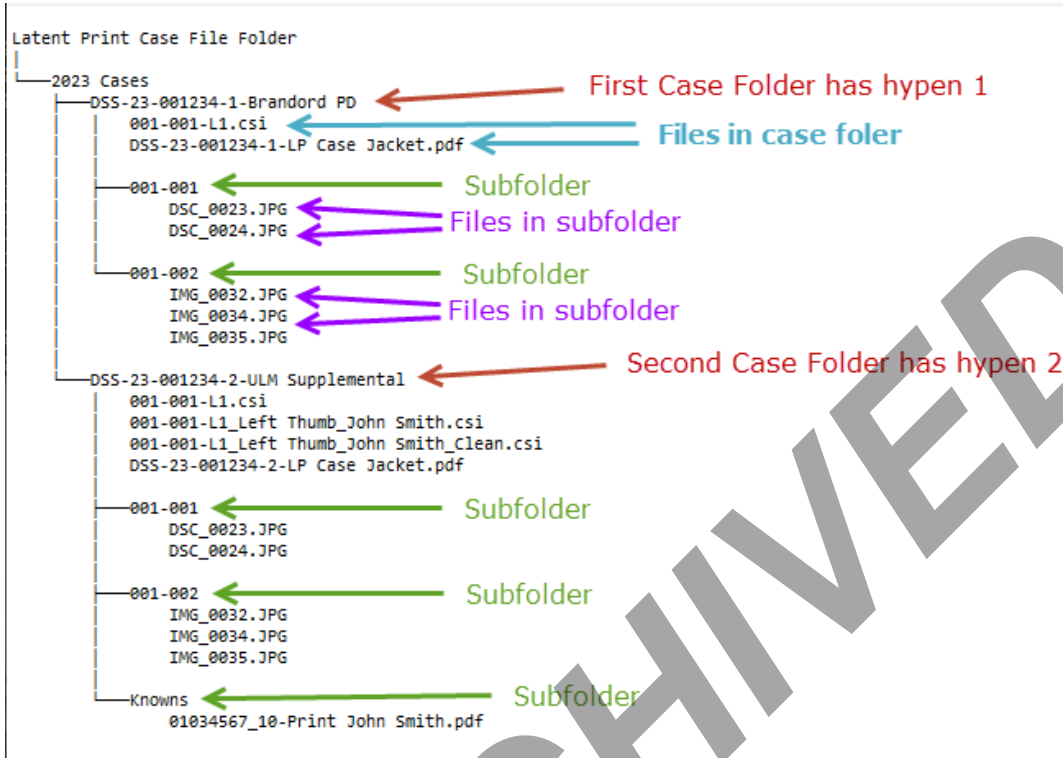 Latent Print Case File Folder
2023 Cases
DSS-23-001234-1-Brandord PD First Case Folder has hypen 1
001-001-L1.csi
DSS-23-001234-1-LP Case Jacket.pdf Files in case foler
001-001 Subfolder
DSC_0023.JPG
DSC_0024.JPG Files in subfolder
001-002 Subfolder
IMG_0032.JPG
IMG_0034.JPG Files in subfolder
IMG_0035.JPG
DSS-23-001234-2-ULM Supplemental Second Case Folder has hypen 2
001-001-L1.csi
001-001-L1_Left Thumb_John Smith.csi
001-001-L1_Left Thumb_John Smith_Clean.csi
DSS-23-001234-2-LP Case Jacket.pdf
001-001 Subfolder
DSC_0023.JPG
DSC_0024.JPG
001-002 Subfolder
IMG_0032.JPG
IMG_0034.JPG
IMG_0035.JPG
Knowns Subfolder
01034567_10-Print John Smith.pdf
HIVED